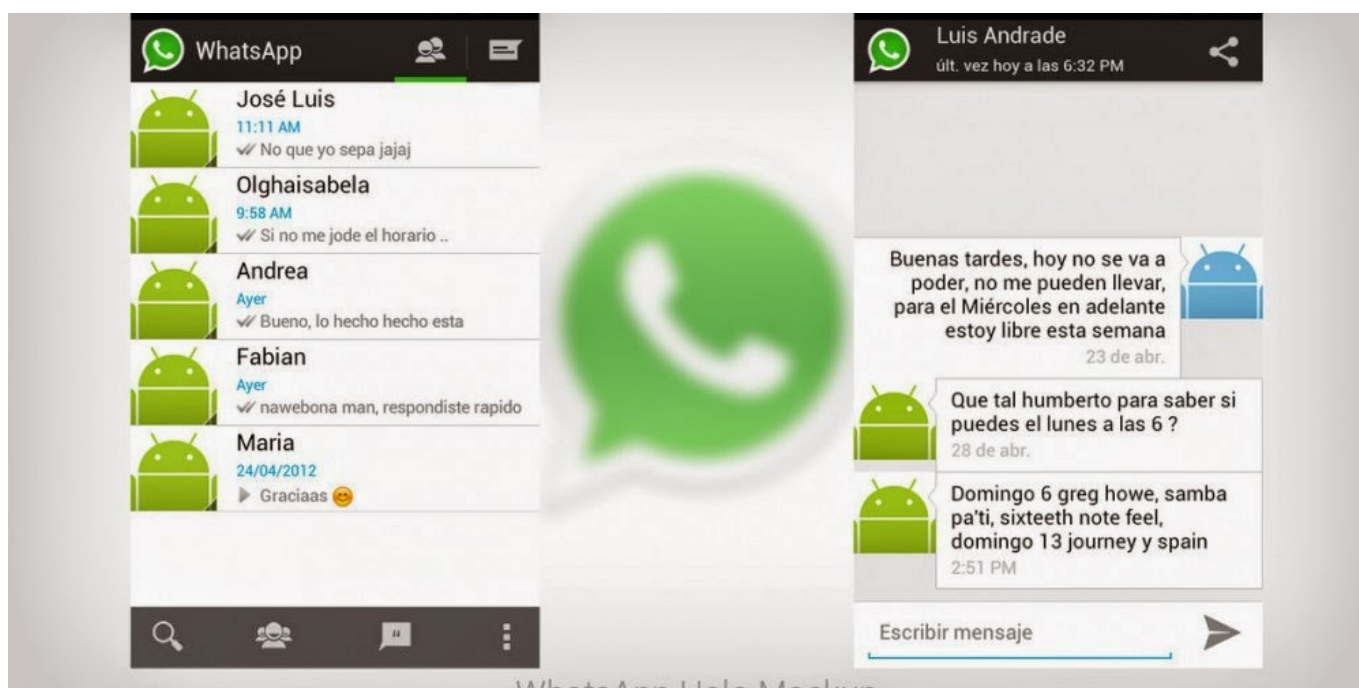 WhatsApp
José Luis
11:11 AM
No que yo sepa jajaj
Olghaisabela
9:58 AM
Si no me jode el horario ..
Andrea
Ayer
Bueno, lo hecho hecho esta
Fabian
Ayer
nawebona man, respondiste rapido
Maria
24/04/2012
Graciaas
Luis Andrade
últ. vez hoy a las 6:32 PM
Buenas tardes, hoy no se va a
poder, no me pueden llevar,
para el Miércoles en adelante
estoy libre esta semana
23 de abr.
Que tal humberto para saber si
puedes el lunes a las 6 ?
28 de abr.
Domingo 6 greg howe, samba
pa'ti, sixteeth note feel,
domingo 13 journey y spain
2:51 PM
Escribir mensaje
WhatsApp Holo Mockup